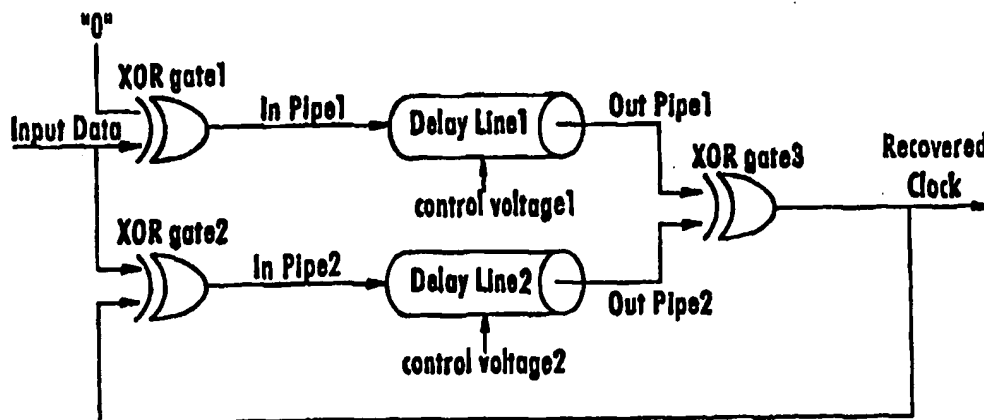 "0"
XOR gate1
Input Data
In Pipe1
Delay Line1
Out Pipe1
control voltage1
XOR gate3
Recovered
Clock
XOR gate2
In Pipe2
Delay Line2
Out Pipe2
control voltage2